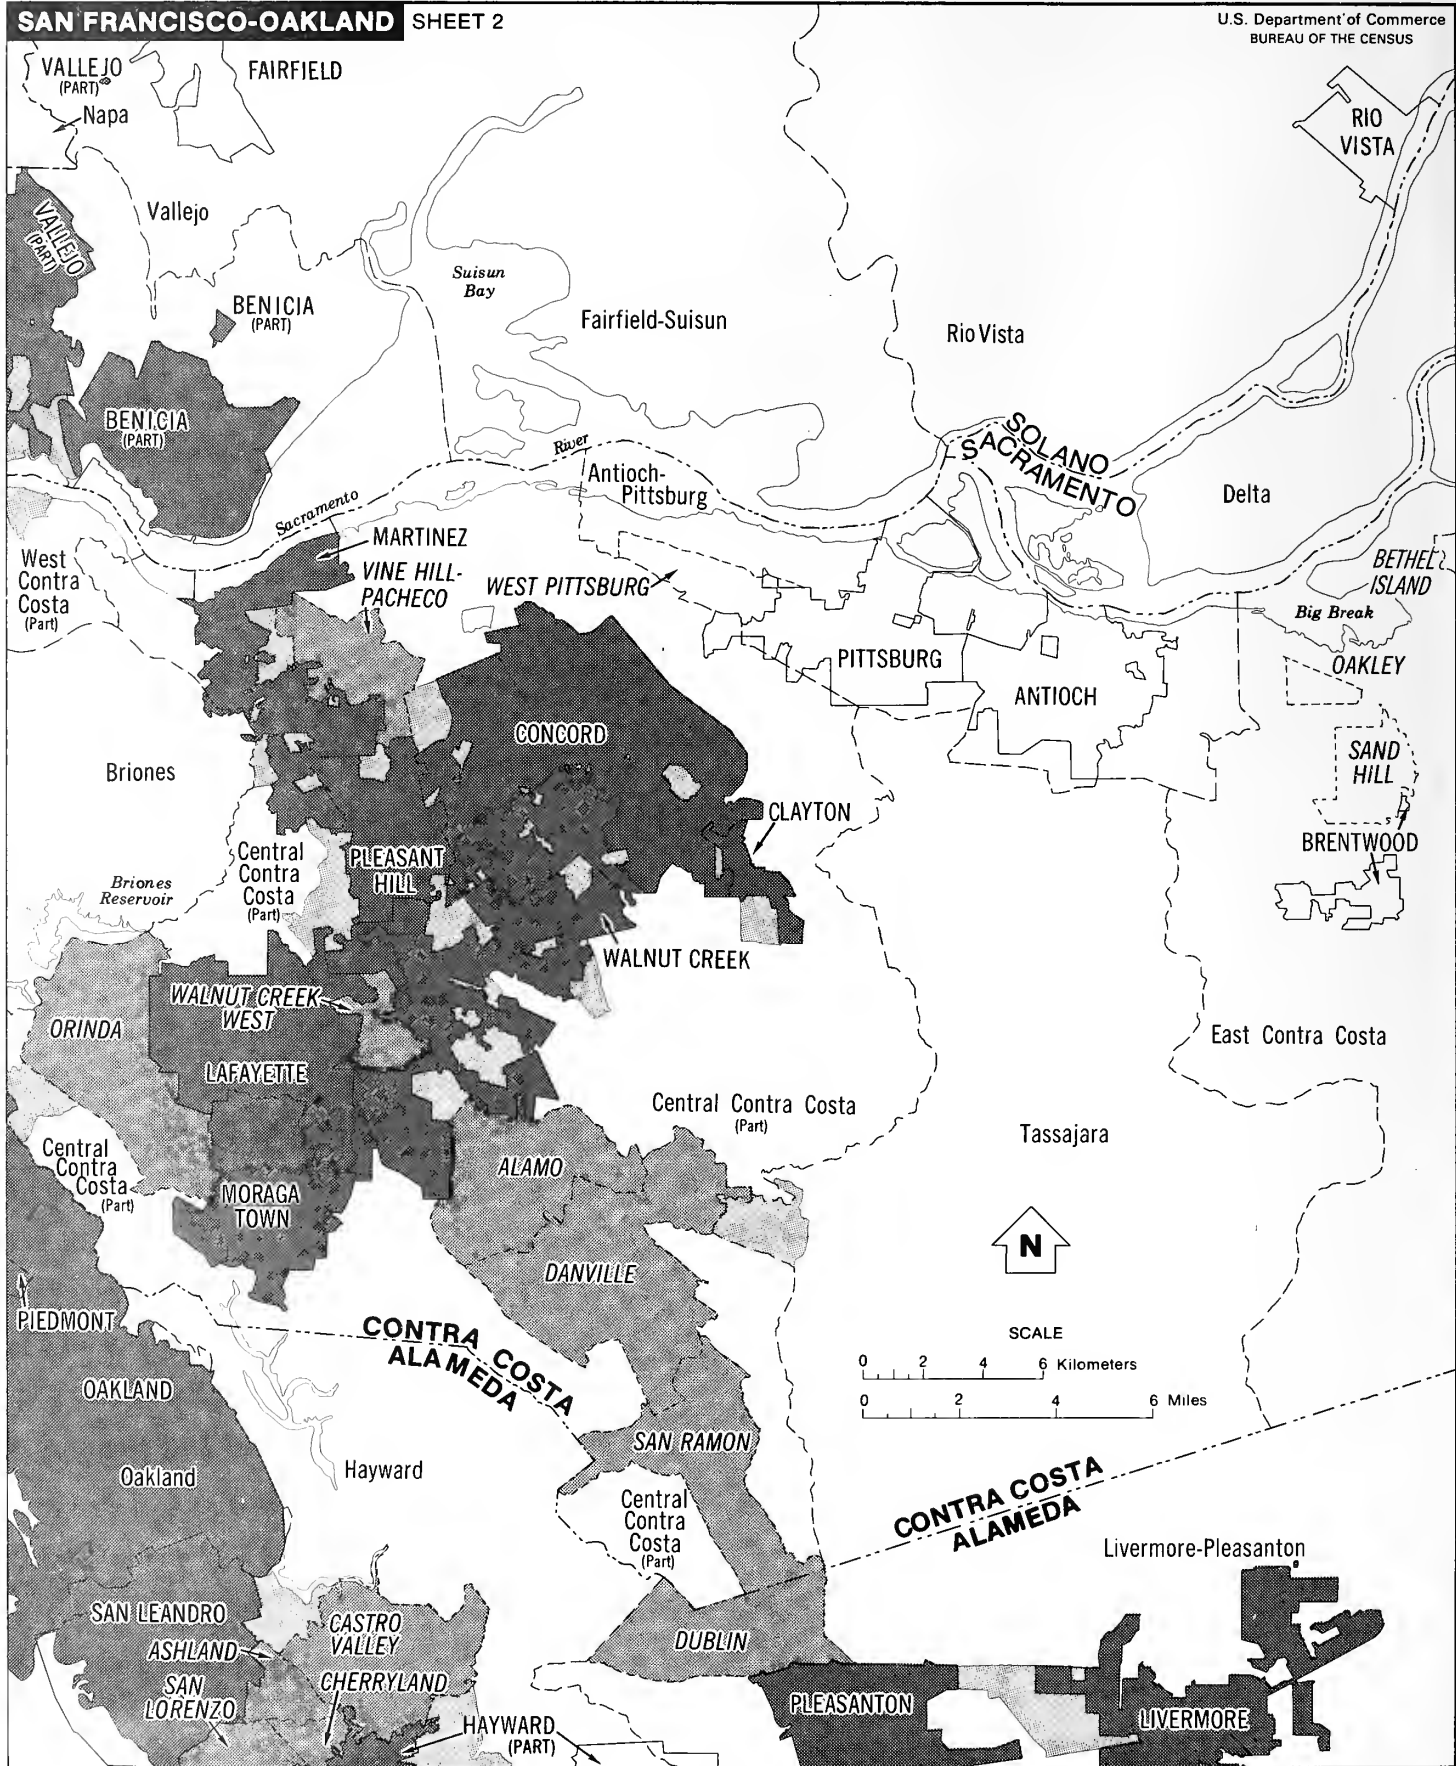 SAN FRANCISCO-OAKLAND SHEET 2
U.S. Department of Commerce
BUREAU OF THE CENSUS
VALLEJO
(PART)
FAIRFIELD
Napa
RIO
VISTA
Vallejo
VALLEJO
(PART)
Suisun
Bay
BENICIA
(PART)
Fairfield-Suisun
Rio Vista
BENICIA
(PART)
SOLANO
SACRAMENTO
River
Antioch-
Pittsburg
Delta
Sacramento
MARTINEZ
West
Contra
Costa
(Part)
VINE HILL-
PACHECO
WEST PITTSBURG
BETHEL
ISLAND
Big Break
PITTSBURG
OAKLEY
ANTIOCH
CONCORD
SAND
HILL
Briones
CLAYTON
BRENTWOOD
Central
Contra
Costa
(Part)
PLEASANT
HILL
Briones
Reservoir
WALNUT CREEK
WALNUT CREEK
WEST
ORINDA
East Contra Costa
LAFAYETTE
Central Contra Costa
(Part)
Tassajara
Central
Contra
Costa
(Part)
ALAMO
MORAGA
TOWN
N
DANVILLE
PIEDMONT
CONTRA COSTA
ALAMEDA
SCALE
0 2 4 6 Kilometers
0 2 4 6 Miles
OAKLAND
SAN RAMON
Oakland
Hayward
Central
Contra
Costa
(Part)
CONTRA COSTA
ALAMEDA
Livermore-Pleasanton
SAN LEANDRO
CASTRO
VALLEY
DUBLIN
ASHLAND
CHERRYLAND
SAN
LORENZO
PLEASANTON
LIVERMORE
HAYWARD
(PART)